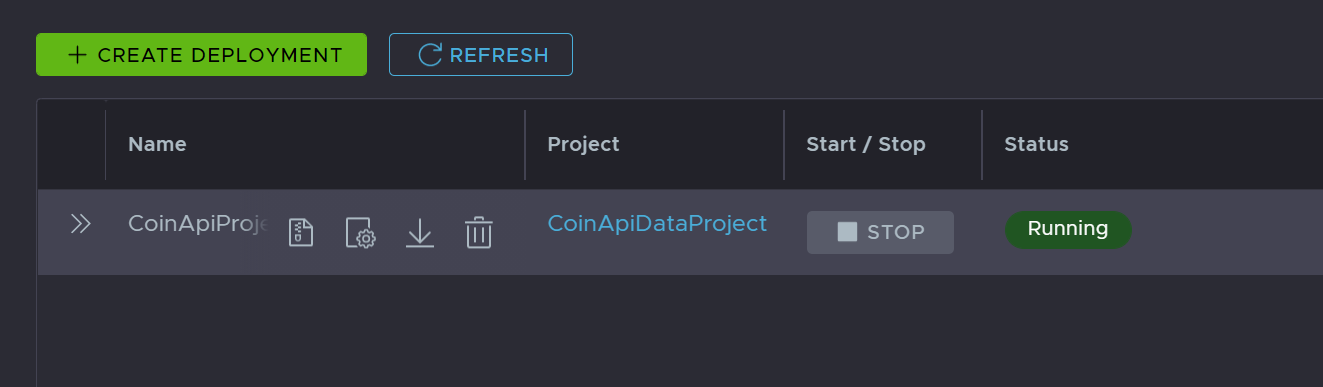 CREATE DEPLOYMENT
REFRESH
Name
Project
Start / Stop
Status
CoinApiProje
CoinApiDataProject
STOP
Running